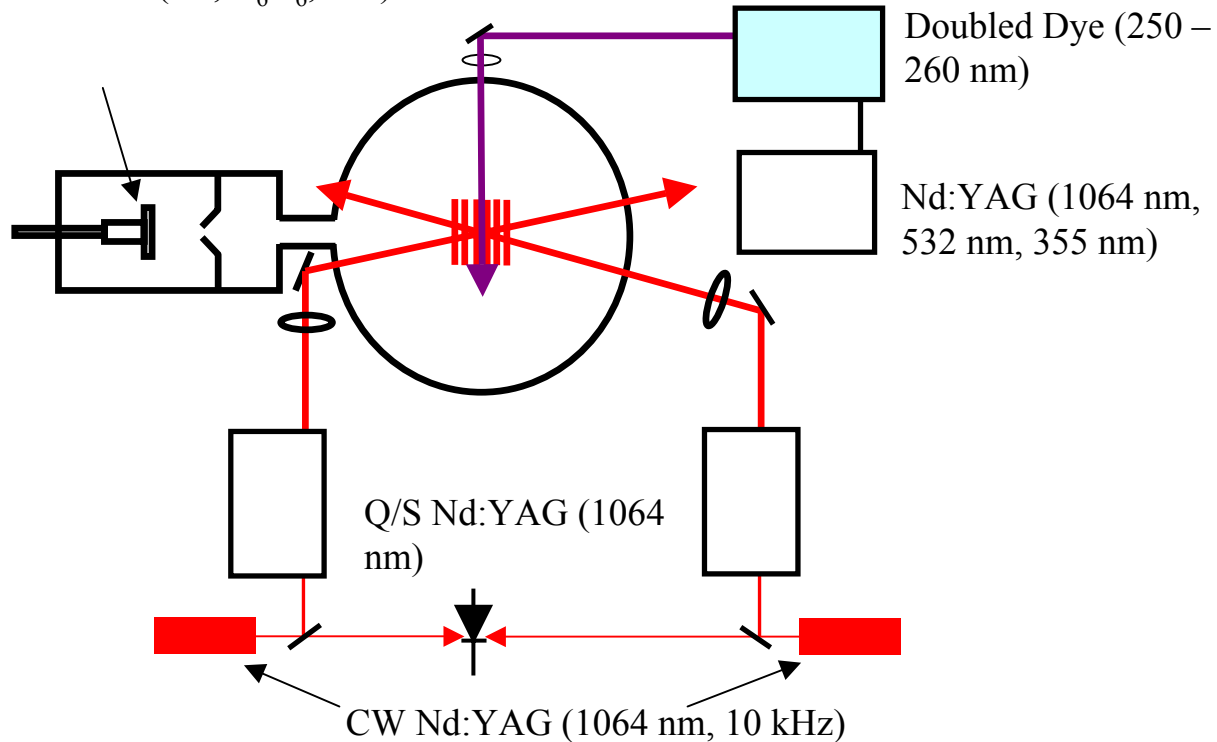 Doubled Dye (250 –
260 nm)
Nd:YAG (1064 nm,
532 nm, 355 nm)
Q/S Nd:YAG (1064
nm)
CW Nd:YAG (1064 nm, 10 kHz)